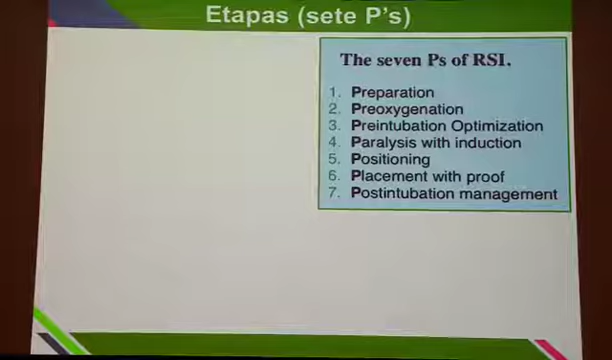 Etapas (sete P's)
The seven Ps of RSI.
1. Preparation
2. Preoxygenation
3. Preintubation Optimization
4. Paralysis with induction
5. Positioning
6. Placement with proof
7. Postintubation management